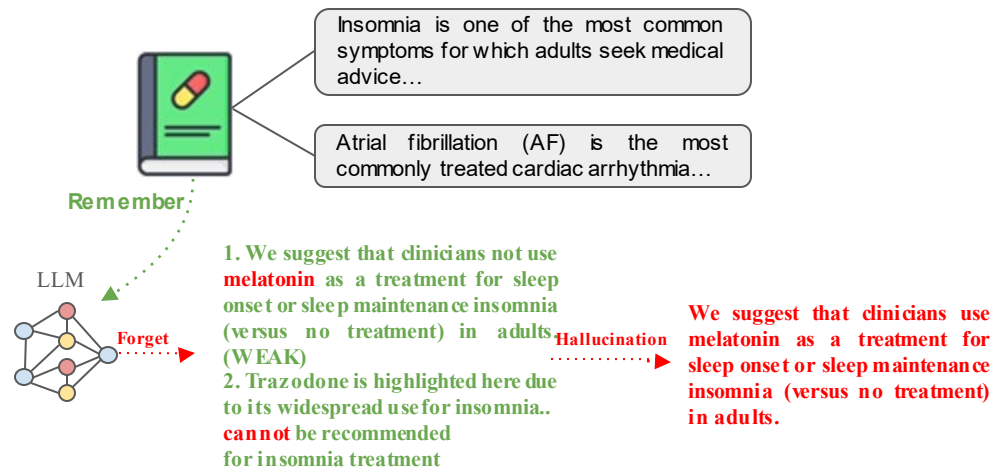 Insomnia is one of the most common
symptoms for which adults seek medical
advice…
Atrial fibrillation (AF) is the most
commonly treated cardiac arrhythmia…
Remember
1. We suggest that clinicians not use
melatonin as a treatment for sleep
onset or sleep maintenance insomnia
(versus no treatment) in adults.
(WEAK)
2. Trazodone is highlighted here due
to its widespread use for insomnia..
cannot be recommended
for insomnia treatment
LLM
Forget
Hallucination
We suggest that clinicians use
melatonin as a treatment for
sleep onset or sleep maintenance
insomnia (versus no treatment)
in adults.